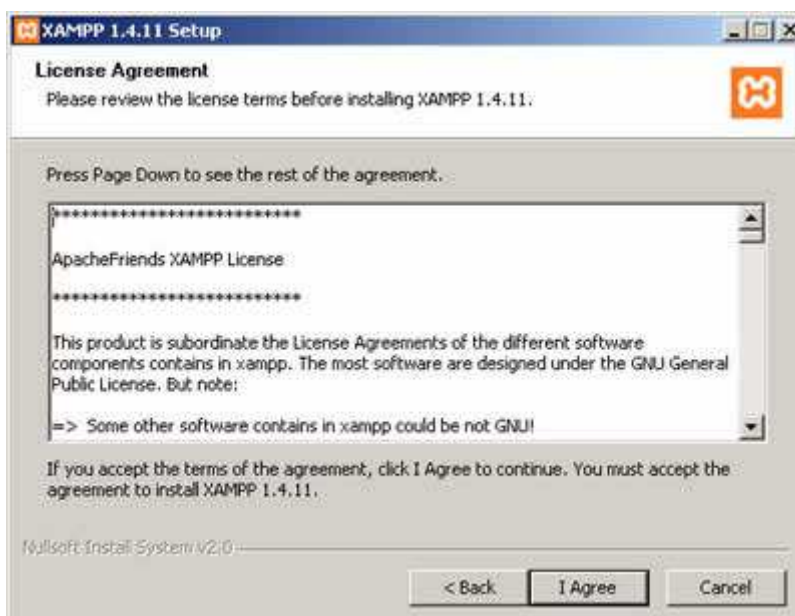 XAMPP 1.4.11 Setup
License Agreement
Please review the license terms before installing XAMPP 1.4.11.
Press Page Down to see the rest of the agreement.
***************************
ApacheFriends XAMPP License
***************************
This product is subordinate the License Agreements of the different software
components contains in xampp. The most software are designed under the GNU General
Public License. But note:
=> Some other software contains in xampp could be not GNU!
If you accept the terms of the agreement, click I Agree to continue. You must accept the
agreement to install XAMPP 1.4.11.
Nullsoft Install System v2.0
< Back
I Agree
Cancel